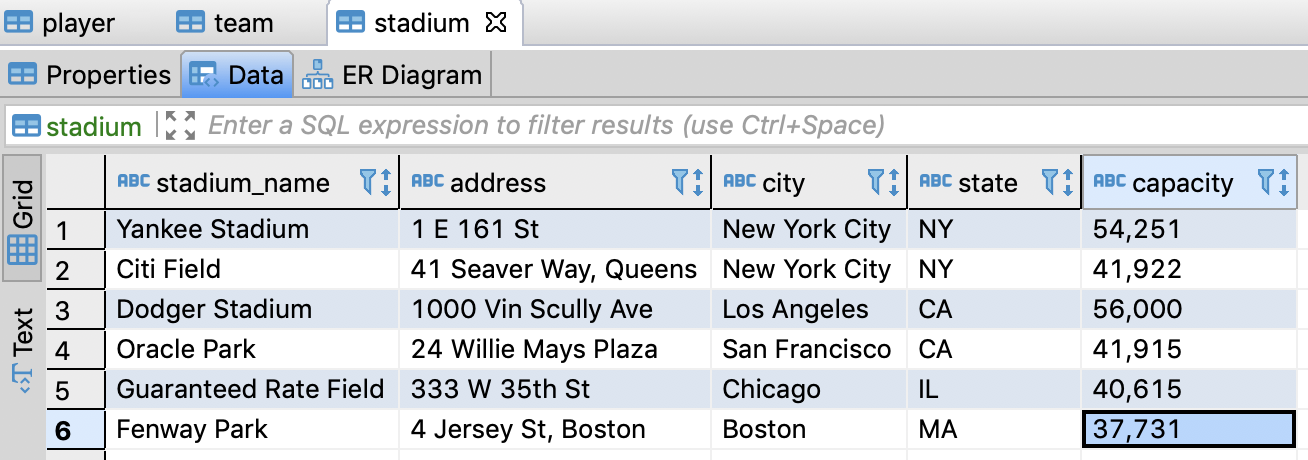 player team stadium
Properties Data ER Diagram
stadium Enter a SQL expression to filter results (use Ctrl+Space)
Grid
Text
ABC stadium_name ABC address ABC city ABC state ABC capacity
1 Yankee Stadium 1 E 161 St New York City NY 54,251
2 Citi Field 41 Seaver Way, Queens New York City NY 41,922
3 Dodger Stadium 1000 Vin Scully Ave Los Angeles CA 56,000
4 Oracle Park 24 Willie Mays Plaza San Francisco CA 41,915
5 Guaranteed Rate Field 333 W 35th St Chicago IL 40,615
6 Fenway Park 4 Jersey St, Boston Boston MA 37,731